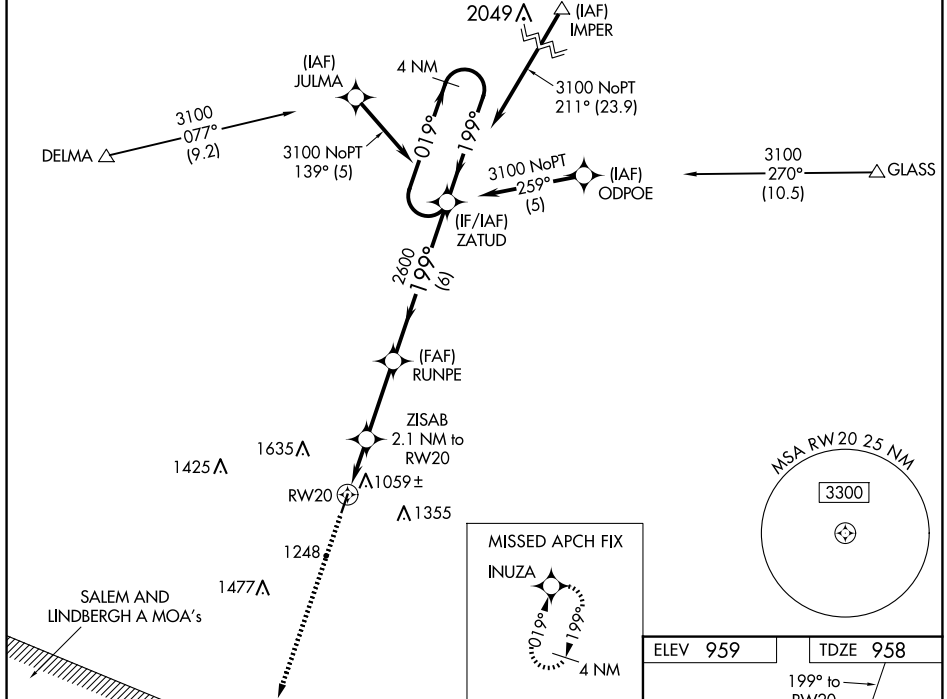 2049
(IAF)
IMPER
(IAF)
JULMA
4 NM
3100 NoPT
211° (23.9)
3100
077°
(9.2)
DELMA
3100 NoPT
139° (5)
019°
199°
3100 NoPT
259°
(5)
(IAF)
ODPOE
3100
270°
(10.5)
GLASS
(IF/IAF)
ZATUD
2600
199°
(6)
(FAF)
RUNPE
ZISAB
2.1 NM to
RW20
1635
1425
1059±
RW20
1355
1248
1477
SALEM AND
LINDBERGH A MOA's
MISSED APCH FIX
INUZA
019°
199°
4 NM
MSA RW20 25 NM
3300
ELEV 959
TDZE 958
199° to
RW20